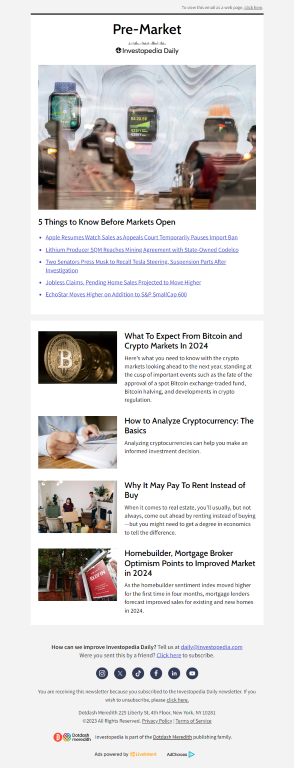 To view this email as a web page, click here.
Pre-Market
Investopedia Daily
5 Things to Know Before Markets Open
Apple Resumes Watch Sales as Appeals Court Temporarily Pauses Import Ban
Lithium Producer SQM Reaches Mining Agreement with State-Owned Codelco
Two Senators Press Musk to Recall Tesla Steering, Suspension Parts After
Investigation
Jobless Claims, Pending Home Sales Projected to Move Higher
EchoStar Moves Higher on Addition to S&P SmallCap 600
What To Expect From Bitcoin and
Crypto Markets In 2024
Here's what you need to know with the crypto
markets looking ahead to the next year, standing at
the cusp of important events such as the fate of the
approval of a spot Bitcoin exchange-traded fund,
Bitcoin halving, and developments in crypto
regulation.
How to Analyze Cryptocurrency: The
Basics
Analyzing cryptocurrencies can help you make an
informed investment decision.
Why It May Pay To Rent Instead of
Buy
When it comes to real estate, you'll usually, but not
always, come out ahead by renting instead of buying
—but you might need to get a degree in economics
to tell the difference.
Homebuilder, Mortgage Broker
Optimism Points to Improved Market
in 2024
As the homebuilder sentiment index moved higher
for the first time in four months, mortgage lenders
forecast improved sales for existing and new homes
in 2024.
How can we improve Investopedia Daily? Tell us at daily@investopedia.com
Were you sent this by a friend? Click here to subscribe.
You are receiving this newsletter because you subscribed to the Investopedia Daily newsletter. If you
wish to unsubscribe, please click here.
Dotdash Meredith 225 Liberty St, 4th Floor, New York, NY 10281
©2023 All Rights Reserved. Privacy Policy | Terms of Service
Dotdash
meredith
Investopedia is part of the Dotdash Meredith publishing family.
Ads powered by
LiveIntent
AdChoices